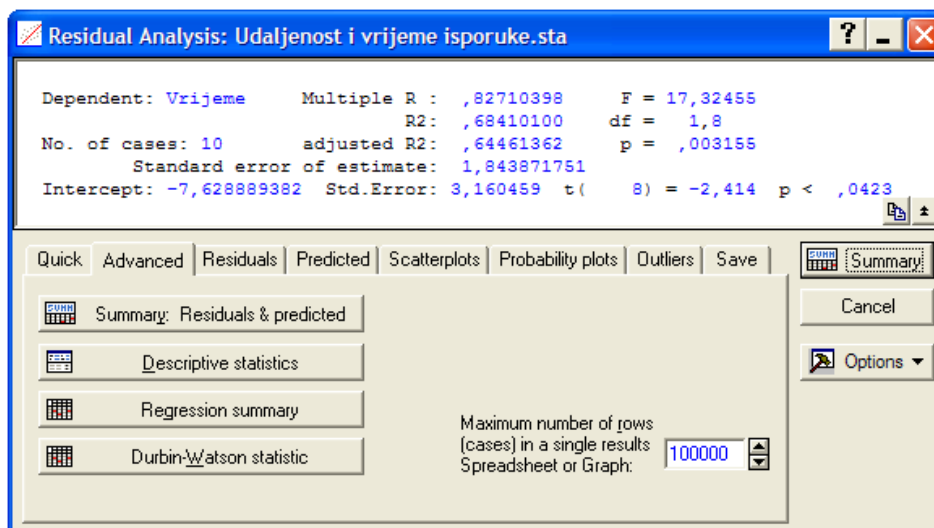 Residual Analysis: Udaljenost i vrijeme isporuke.sta
Dependent: Vrijeme Multiple R : ,82710398 F = 17,32455
R2: ,68410100 df = 1,8
No. of cases: 10 adjusted R2: ,64461362 p = ,003155
Standard error of estimate: 1,843871751
Intercept: -7,628889382 Std.Error: 3,160459 t( 8) = -2,414 p < ,0423
Quick Advanced Residuals Predicted Scatterplots Probability plots Outliers Save
Summary
Summary: Residuals & predicted
Cancel
Descriptive statistics
Options
Regression summary
Durbin-Watson statistic
Maximum number of rows
(cases) in a single results
Spreadsheet or Graph:
100000